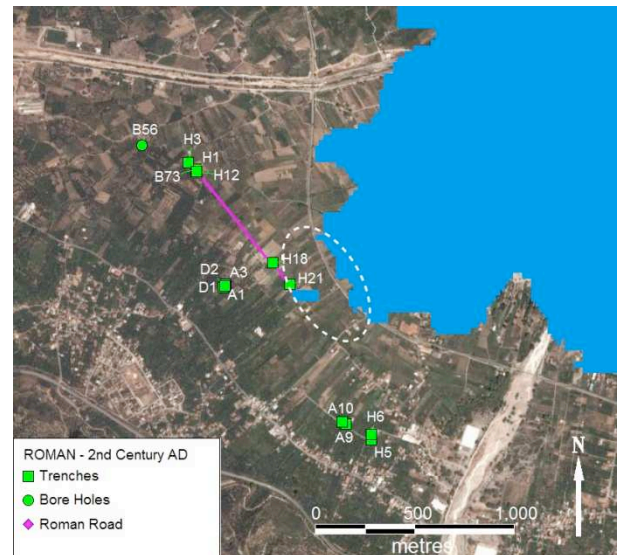 B56
H3
H1
B73
H12
H18
D2 A3
H21
D1 A1
A10 H6
A9
H5
ROMAN - 2nd Century AD
Trenches
Bore Holes
Roman Road
N
0 500 1,000
metres